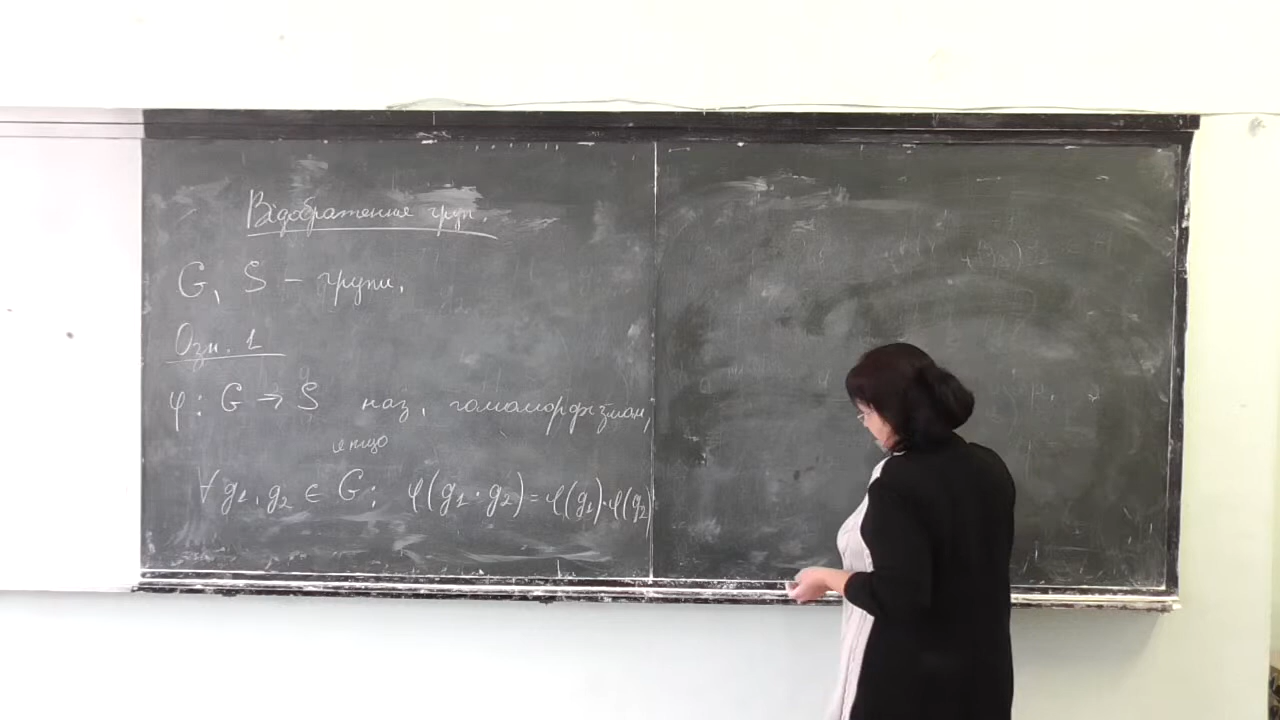 Відображення груп.
G, S – групи.
Озн. 1
φ: G → S наз. гомоморфізмом,
якщо
∀ g₁, g₂ ∈ G: φ(g₁ · g₂) = φ(g₁)·φ(g₂)